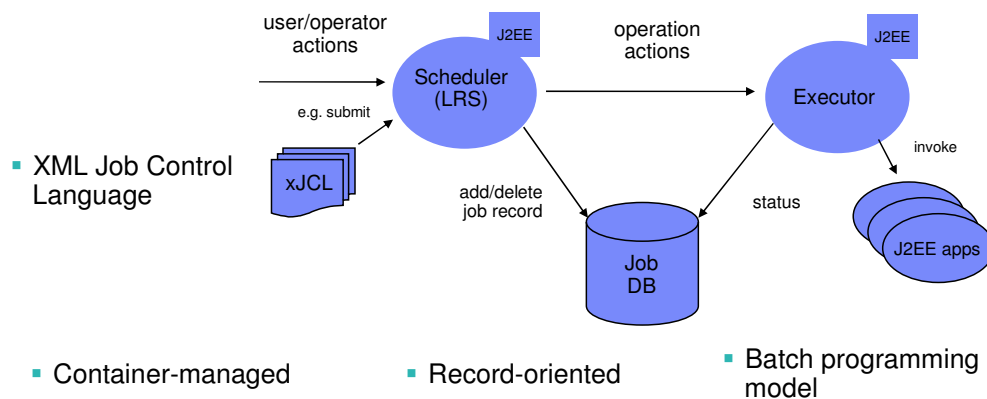 J2EE
user/operator
actions
operation
actions
J2EE
Scheduler
(LRS)
Executor
e.g. submit
invoke
XML Job Control
Language
xJCL
add/delete
job record
status
J2EE apps
Job
DB
Container-managed
Record-oriented
Batch programming
model